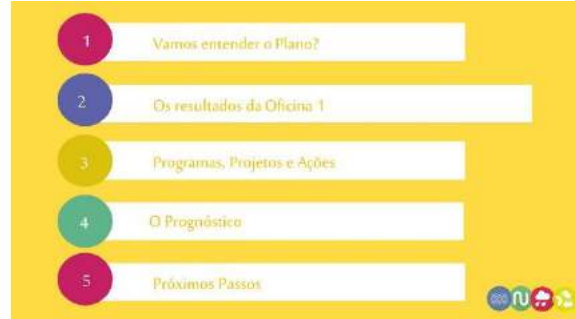 1 Vamos entender o Plano?
2 Os resultados da Oficina 1
3 Programas, Projetos e Ações
4 O Prognóstico
5 Próximos Passos